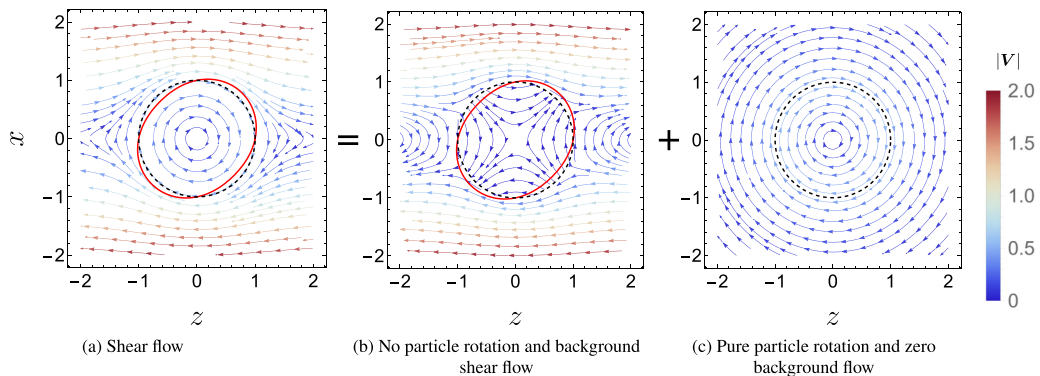 2
1
0
−1
−2
x
−2 −1 0 1 2
z
(a) Shear flow
=
2
1
0
−1
−2
−2 −1 0 1 2
z
(b) No particle rotation and background
shear flow
+
2
1
0
−1
−2
−2 −1 0 1 2
z
(c) Pure particle rotation and zero
background flow
|V|
2.0
1.5
1.0
0.5
0